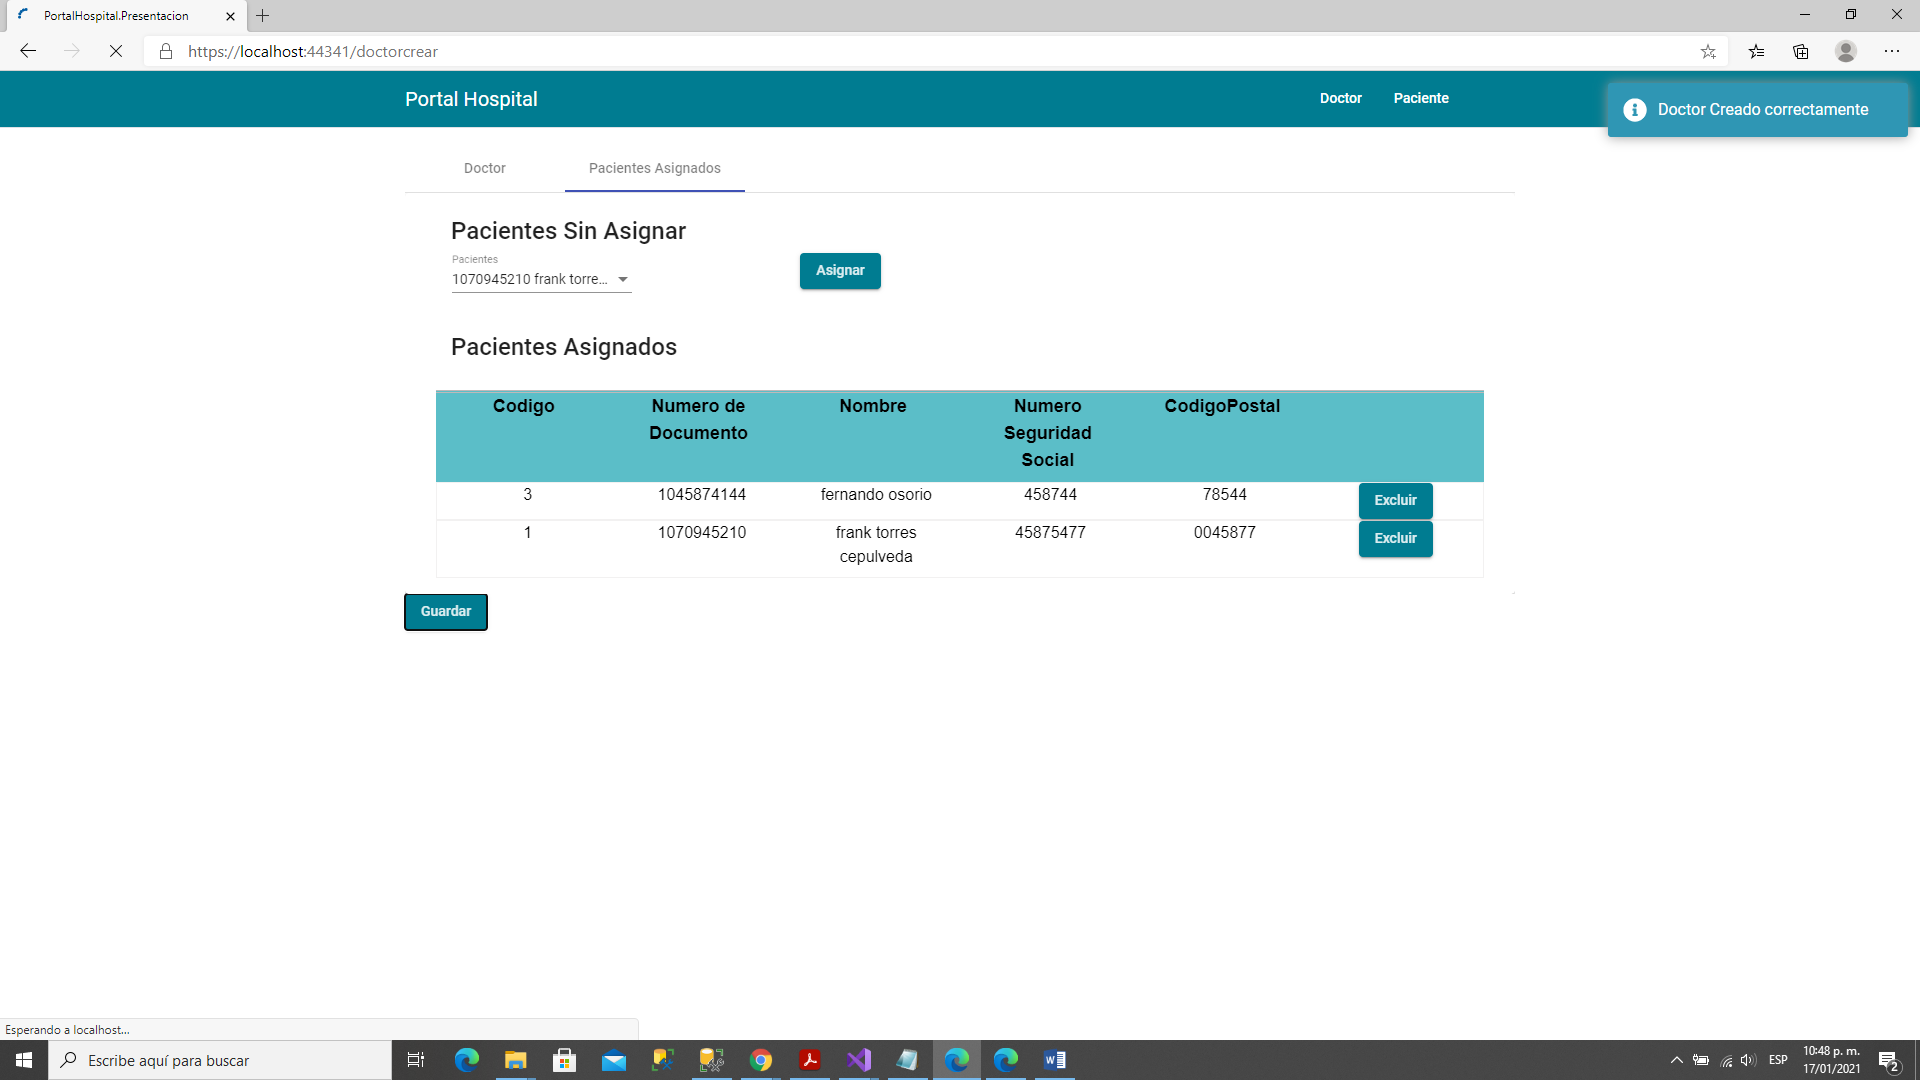 PortalHospital.Presentacion
https://localhost:44341/doctorcrear
Portal Hospital
Doctor
Paciente
Doctor Creado correctamente
Doctor
Pacientes Asignados
Pacientes Sin Asignar
Pacientes
1070945210 frank torre...
Asignar
Pacientes Asignados
Codigo
Numero de
Documento
Nombre
Numero
Seguridad
Social
CodigoPostal
3
1045874144
fernando osorio
458744
78544
Excluir
1
1070945210
frank torres
cepulveda
45875477
0045877
Excluir
Guardar
Esperando a localhost...
Escribe aquí para buscar
ESP
10:48 p. m.
17/01/2021
2